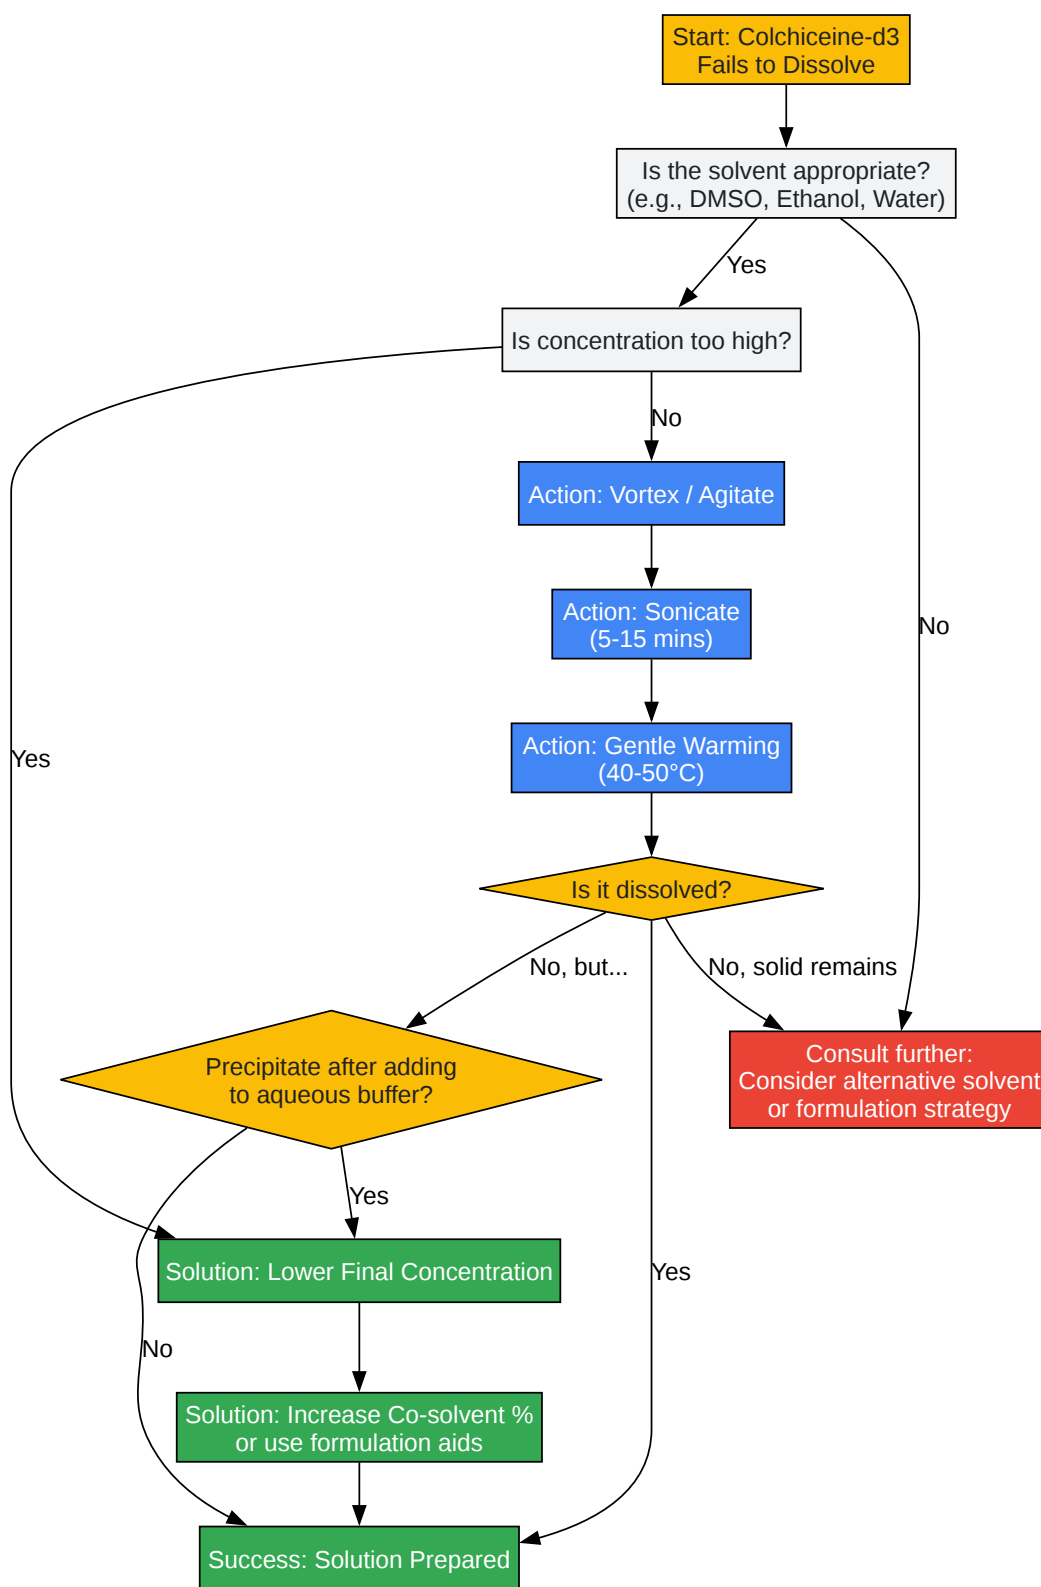 Start: Colchiceine-d3
Fails to Dissolve
Is the solvent appropriate?
(e.g., DMSO, Ethanol, Water)
Yes
Is concentration too high?
No
Action: Vortex / Agitate
Action: Sonicate
(5-15 mins)
No
Action: Gentle Warming
(40-50°C)
Yes
Is it dissolved?
No, but...
No, solid remains
Precipitate after adding
to aqueous buffer?
Consult further:
Consider alternative solvent
or formulation strategy
Yes
Solution: Lower Final Concentration
Yes
No
Solution: Increase Co-solvent %
or use formulation aids
Success: Solution Prepared